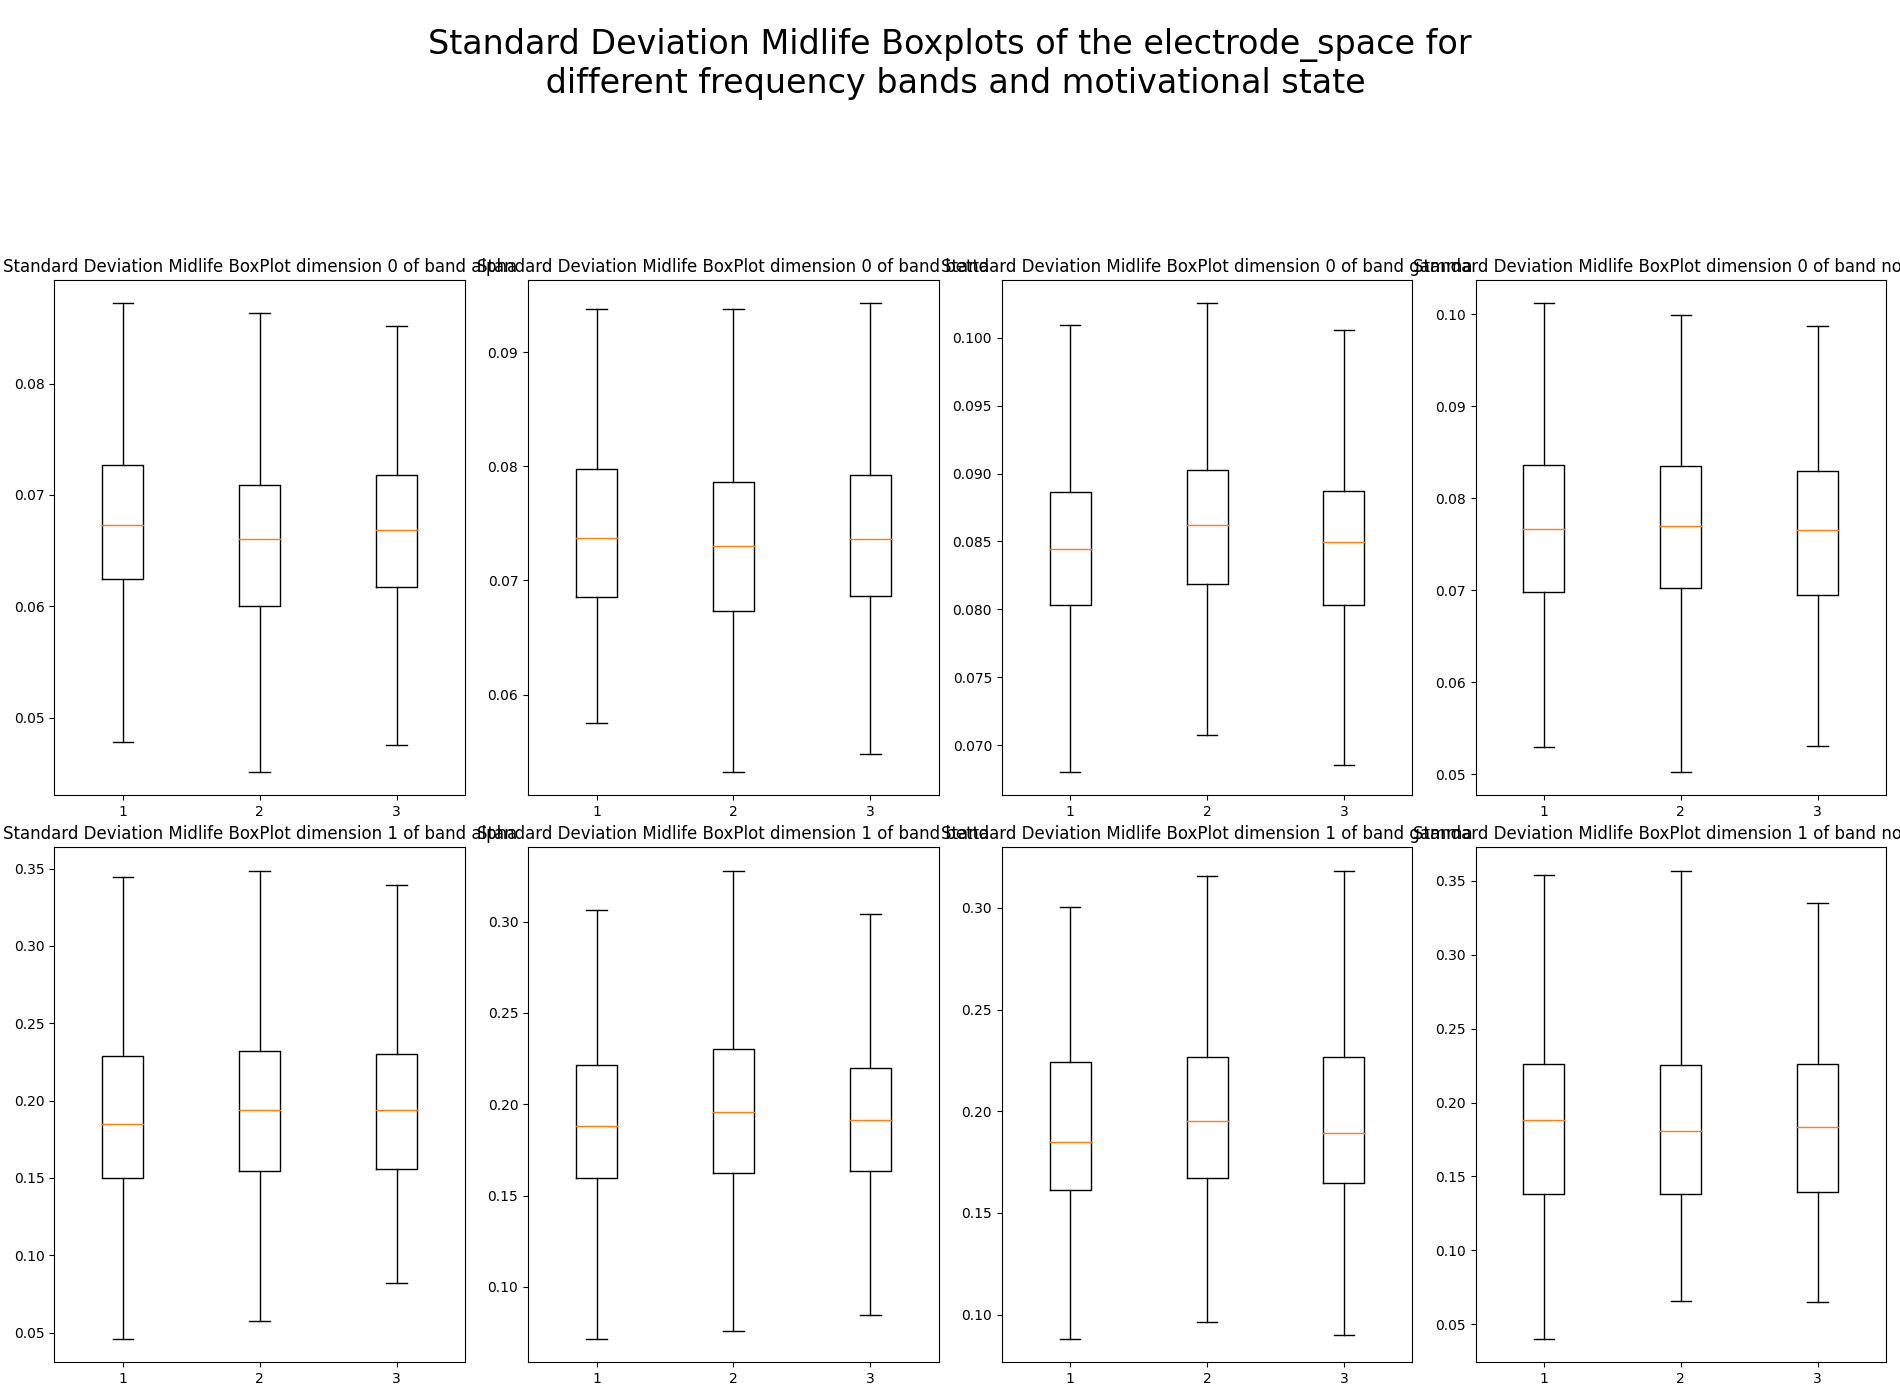 Standard Deviation Midlife Boxplots of the electrode_space for
different frequency bands and motivational state
Standard Deviation Midlife BoxPlot dimension 0 of band alpha
Standard Deviation Midlife BoxPlot dimension 0 of band betta
Standard Deviation Midlife BoxPlot dimension 0 of band gamma
Standard Deviation Midlife BoxPlot dimension 0 of band no
0.08
0.07
0.06
0.05
1 2 3
0.09
0.08
0.07
0.06
1 2 3
0.100
0.095
0.090
0.085
0.080
0.075
0.070
1 2 3
0.10
0.09
0.08
0.07
0.06
0.05
1 2 3
Standard Deviation Midlife BoxPlot dimension 1 of band alpha
Standard Deviation Midlife BoxPlot dimension 1 of band betta
Standard Deviation Midlife BoxPlot dimension 1 of band gamma
Standard Deviation Midlife BoxPlot dimension 1 of band no
0.35
0.30
0.25
0.20
0.15
0.10
0.05
1 2 3
0.30
0.25
0.20
0.15
0.10
1 2 3
0.30
0.25
0.20
0.15
0.10
1 2 3
0.35
0.30
0.25
0.20
0.15
0.10
0.05
1 2 3